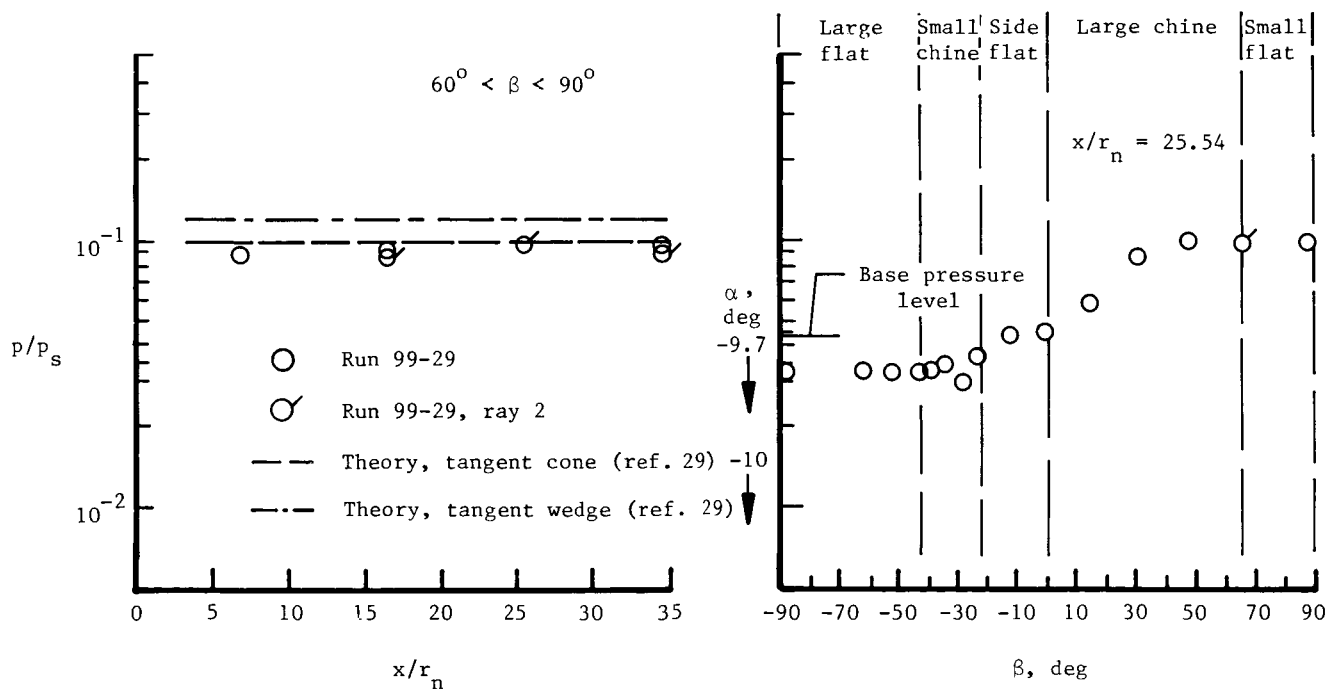 60° < β < 90°
10⁻¹
10⁻²
p/pₛ
Run 99-29
Run 99-29, ray 2
Theory, tangent cone (ref. 29)
Theory, tangent wedge (ref. 29)
0 5 10 15 20 25 30 35
x/rₙ
α,
deg
-9.7
-10
Large
flat
Small
chine
Side
flat
Large chine
Small
flat
x/rₙ = 25.54
Base pressure
level
-90 -70 -50 -30 -10 10 30 50 70 90
β, deg